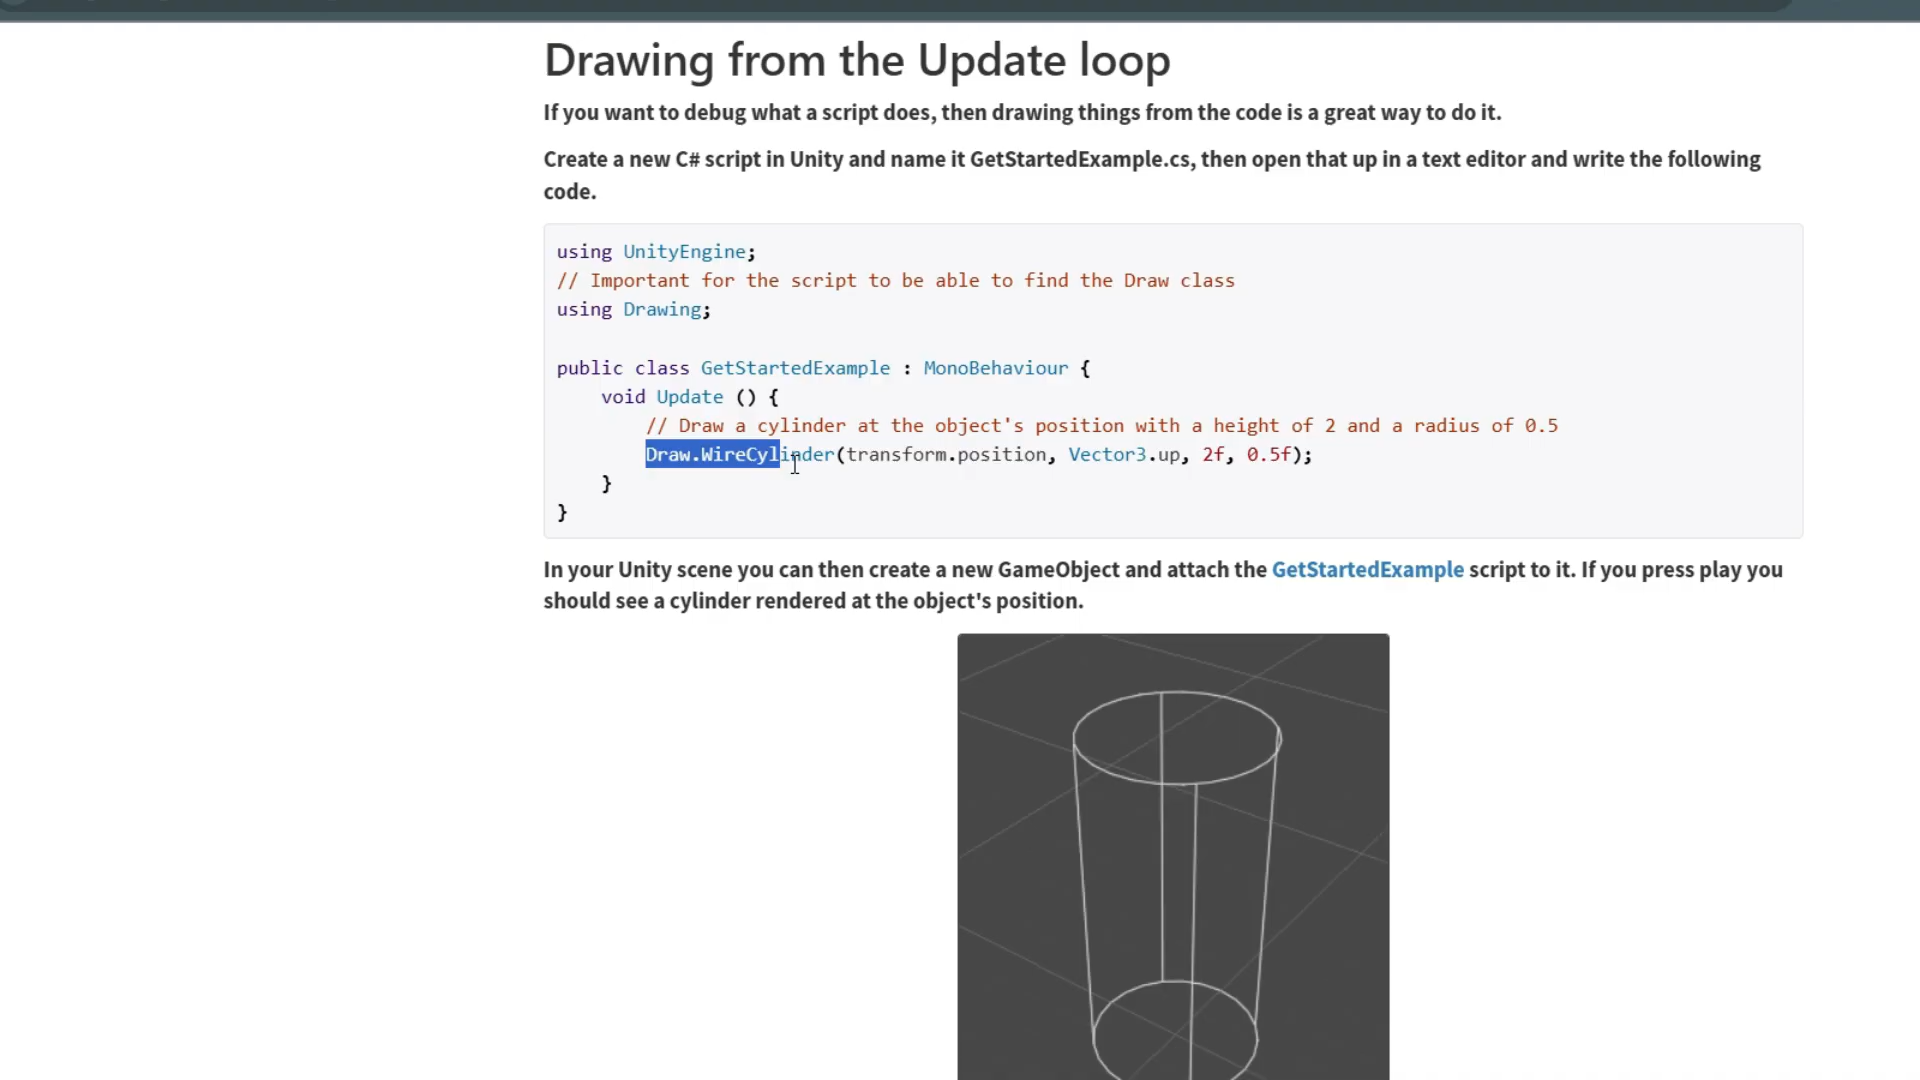 Drawing from the Update loop
If you want to debug what a script does, then drawing things from the code is a great way to do it.
Create a new C# script in Unity and name it GetStartedExample.cs, then open that up in a text editor and write the following
code.
using UnityEngine;
// Important for the script to be able to find the Draw class
using Drawing;
public class GetStartedExample : MonoBehaviour {
    void Update () {
        // Draw a cylinder at the object's position with a height of 2 and a radius of 0.5
        Draw.WireCylinder(transform.position, Vector3.up, 2f, 0.5f);
    }
}
In your Unity scene you can then create a new GameObject and attach the GetStartedExample script to it. If you press play you
should see a cylinder rendered at the object's position.